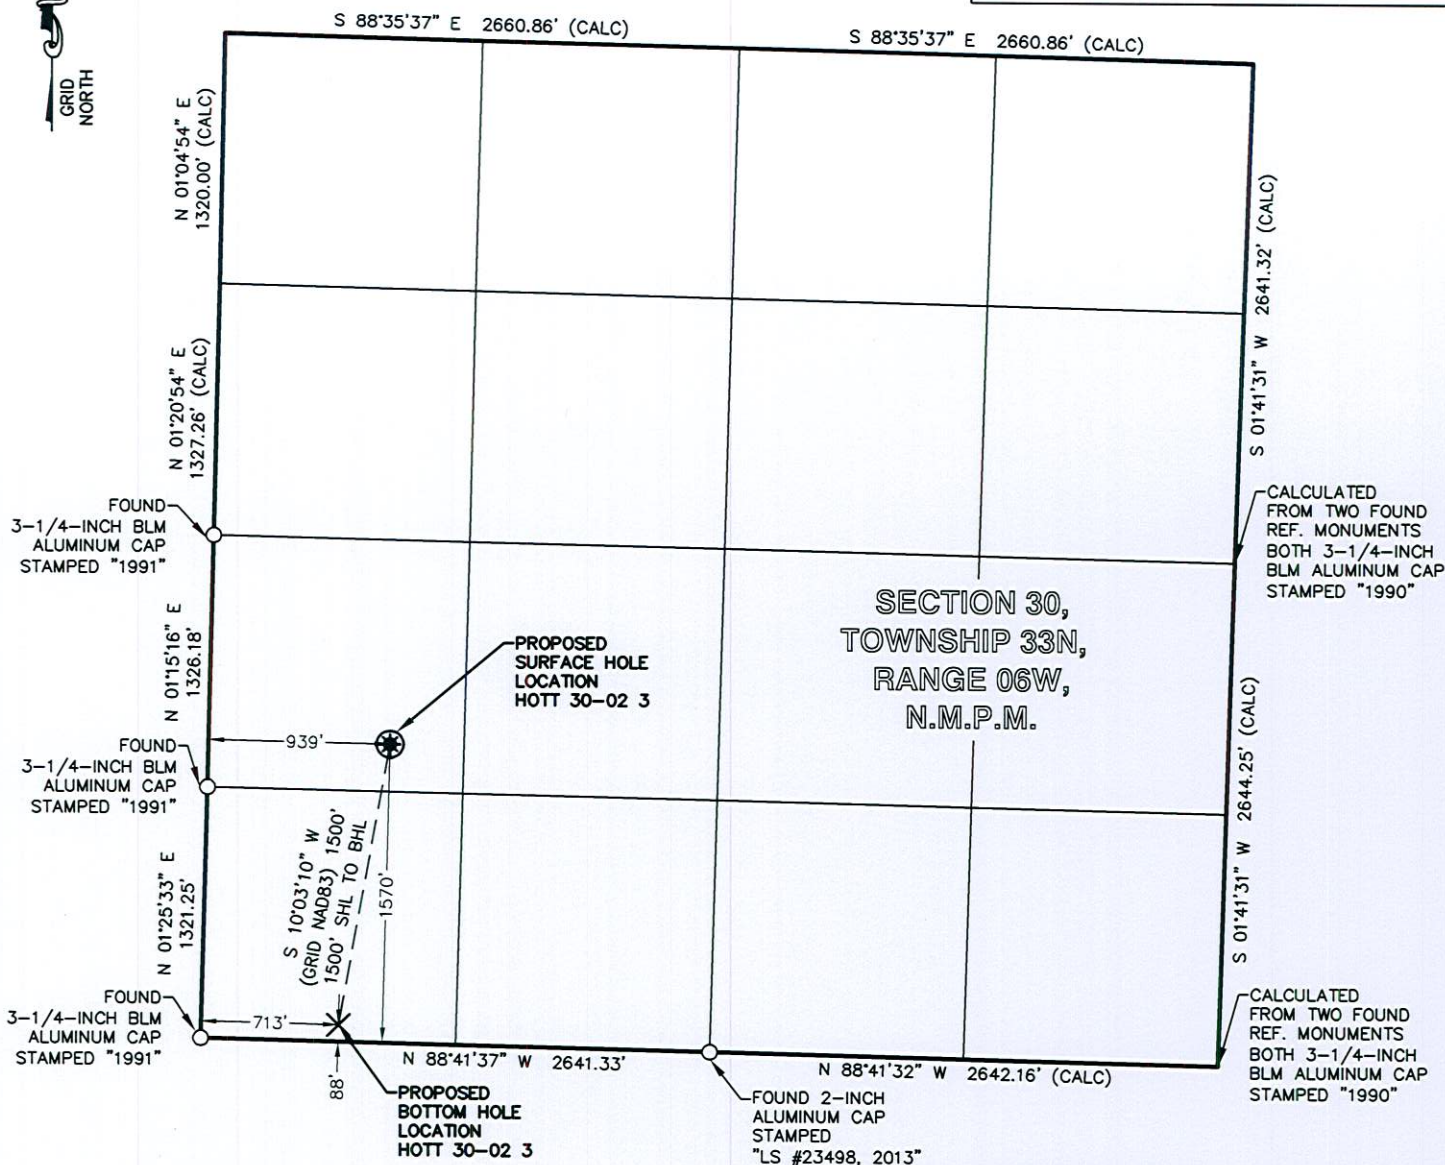 GRID
NORTH
S 88°35'37" E 2660.86' (CALC)
S 88°35'37" E 2660.86' (CALC)
N 01°04'54" E
1320.00' (CALC)
N 01°20'54" E
1327.26' (CALC)
S 01°41'31" W 2641.32' (CALC)
FOUND
3-1/4-INCH BLM
ALUMINUM CAP
STAMPED "1991"
CALCULATED
FROM TWO FOUND
REF. MONUMENTS
BOTH 3-1/4-INCH
BLM ALUMINUM CAP
STAMPED "1990"
SECTION 30,
TOWNSHIP 33N,
RANGE 06W,
N.M.P.M.
N 01°15'16" E
1326.18'
PROPOSED
SURFACE HOLE
LOCATION
HOTT 30-02 3
939'
FOUND
3-1/4-INCH BLM
ALUMINUM CAP
STAMPED "1991"
S 10°03'10" W
(GRID NAD83) 1500'
1500' SHL TO BHL
1570'
S 01°41'31" W 2644.25' (CALC)
N 01°25'33" E
1321.25'
FOUND
3-1/4-INCH BLM
ALUMINUM CAP
STAMPED "1991"
713'
88'
N 88°41'37" W 2641.33'
N 88°41'32" W 2642.16' (CALC)
CALCULATED
FROM TWO FOUND
REF. MONUMENTS
BOTH 3-1/4-INCH
BLM ALUMINUM CAP
STAMPED "1990"
PROPOSED
BOTTOM HOLE
LOCATION
HOTT 30-02 3
FOUND 2-INCH
ALUMINUM CAP
STAMPED
"LS #23498, 2013"